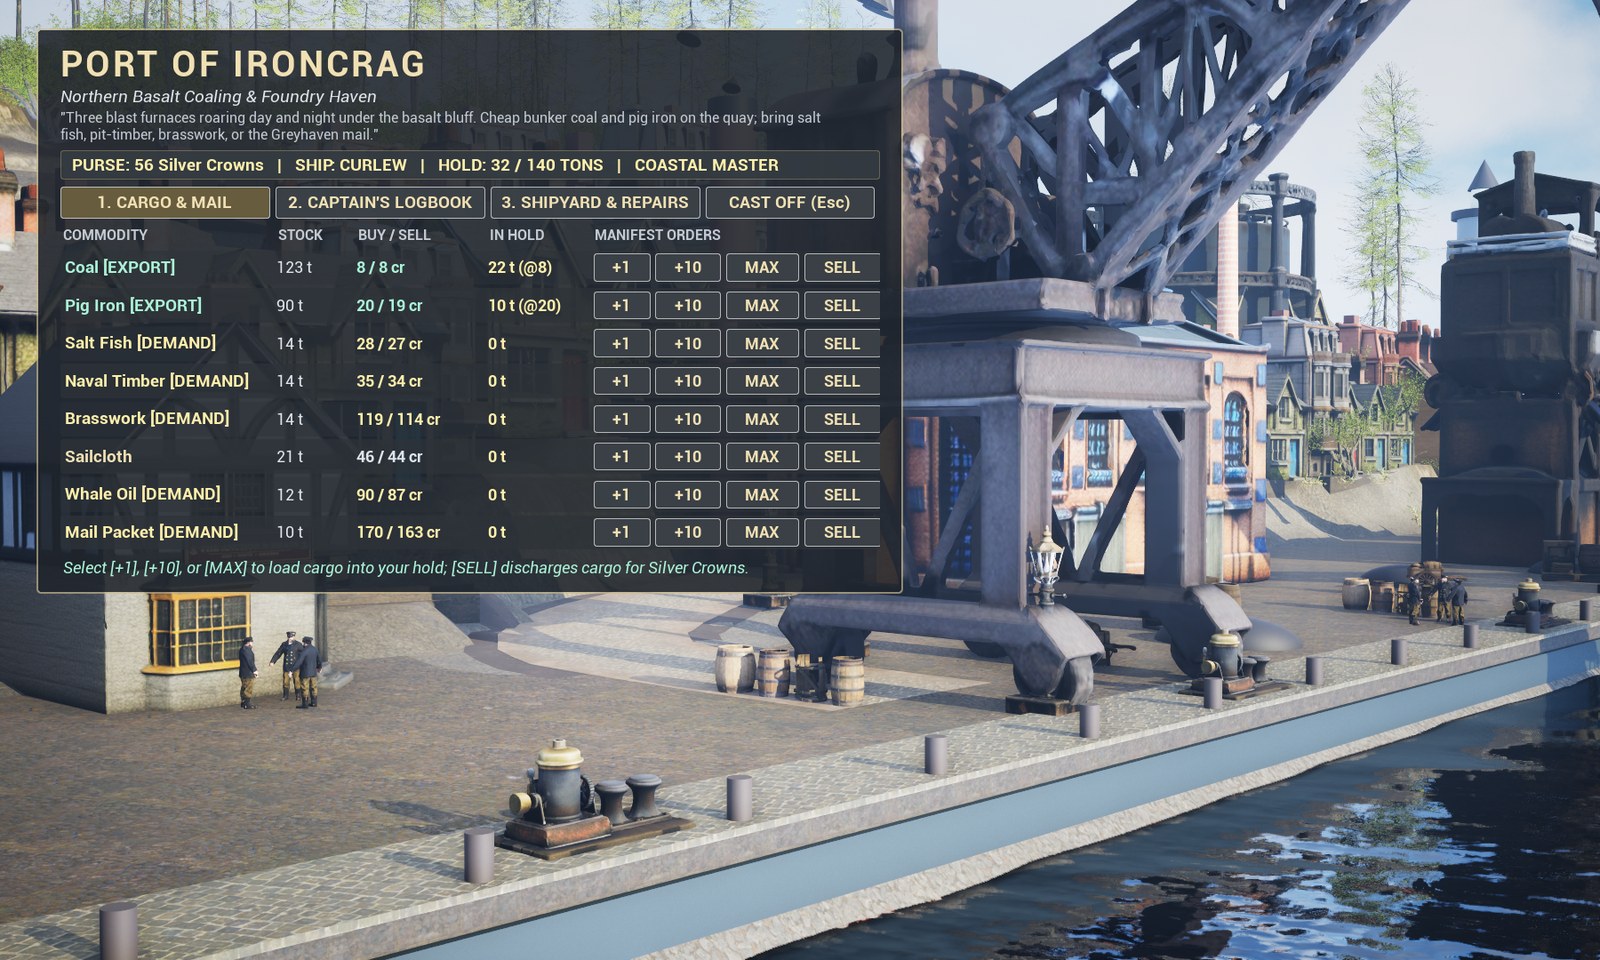 PORT OF IRONCRAG
Northern Basalt Coaling & Foundry Haven
"Three blast furnaces roaring day and night under the basalt bluff. Cheap bunker coal and pig iron on the quay; bring salt
fish, pit-timber, brasswork, or the Greyhaven mail."
PURSE: 56 Silver Crowns | SHIP: CURLEW | HOLD: 32 / 140 TONS | COASTAL MASTER
1. CARGO & MAIL 2. CAPTAIN'S LOGBOOK 3. SHIPYARD & REPAIRS CAST OFF (Esc)
COMMODITY STOCK BUY / SELL IN HOLD MANIFEST ORDERS
Coal [EXPORT] 123 t 8 / 8 cr 22 t (@8) +1 +10 MAX SELL
Pig Iron [EXPORT] 90 t 20 / 19 cr 10 t (@20) +1 +10 MAX SELL
Salt Fish [DEMAND] 14 t 28 / 27 cr 0 t +1 +10 MAX SELL
Naval Timber [DEMAND] 14 t 35 / 34 cr 0 t +1 +10 MAX SELL
Brasswork [DEMAND] 14 t 119 / 114 cr 0 t +1 +10 MAX SELL
Sailcloth 21 t 46 / 44 cr 0 t +1 +10 MAX SELL
Whale Oil [DEMAND] 12 t 90 / 87 cr 0 t +1 +10 MAX SELL
Mail Packet [DEMAND] 10 t 170 / 163 cr 0 t +1 +10 MAX SELL
Select [+1], [+10], or [MAX] to load cargo into your hold; [SELL] discharges cargo for Silver Crowns.